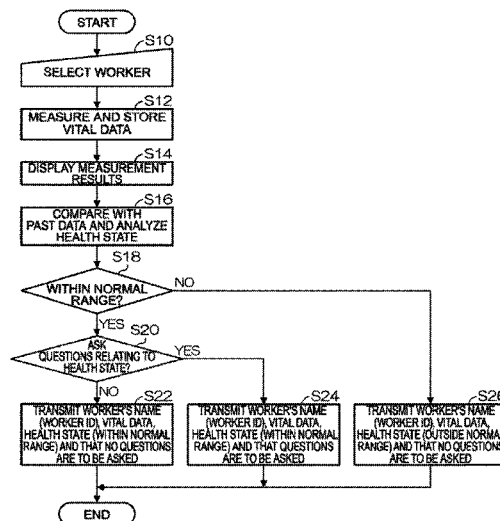 START
S10
SELECT WORKER
S12
MEASURE AND STORE
VITAL DATA
S14
DISPLAY MEASUREMENT
RESULTS
S16
COMPARE WITH
PAST DATA AND ANALYZE
HEALTH STATE
S18
WITHIN NORMAL
RANGE?
NO
YES
S20
ASK
QUESTIONS RELATING TO
HEALTH STATE?
YES
NO
S22
TRANSMIT WORKER'S NAME
(WORKER ID), VITAL DATA,
HEALTH STATE (WITHIN NORMAL
RANGE) AND THAT NO QUESTIONS
ARE TO BE ASKED
S24
TRANSMIT WORKER'S NAME
(WORKER ID), VITAL DATA,
HEALTH STATE (WITHIN NORMAL
RANGE) AND THAT QUESTIONS
ARE TO BE ASKED
S26
TRANSMIT WORKER'S NAME
(WORKER ID), VITAL DATA,
HEALTH STATE (OUTSIDE NORMAL
RANGE) AND THAT NO QUESTIONS
ARE TO BE ASKED
END